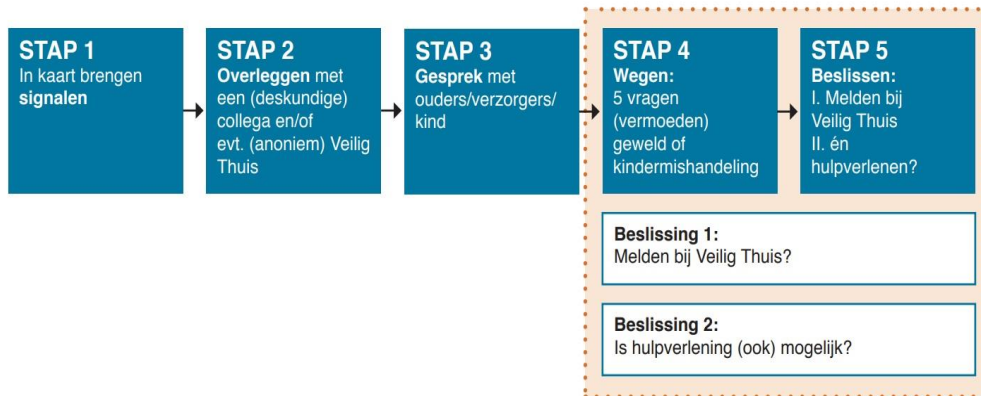 STAP 1
In kaart brengen
signalen
STAP 2
Overleggen met
een (deskundige)
collega en/of
evt. (anoniem) Veilig
Thuis
STAP 3
Gesprek met
ouders/verzorgers/
kind
STAP 4
Wegen:
5 vragen
(vermoeden)
geweld of
kindermishandeling
STAP 5
Beslissen:
I. Melden bij
Veilig Thuis
II. én
hulpverlenen?
Beslissing 1:
Melden bij Veilig Thuis?
Beslissing 2:
Is hulpverlening (ook) mogelijk?